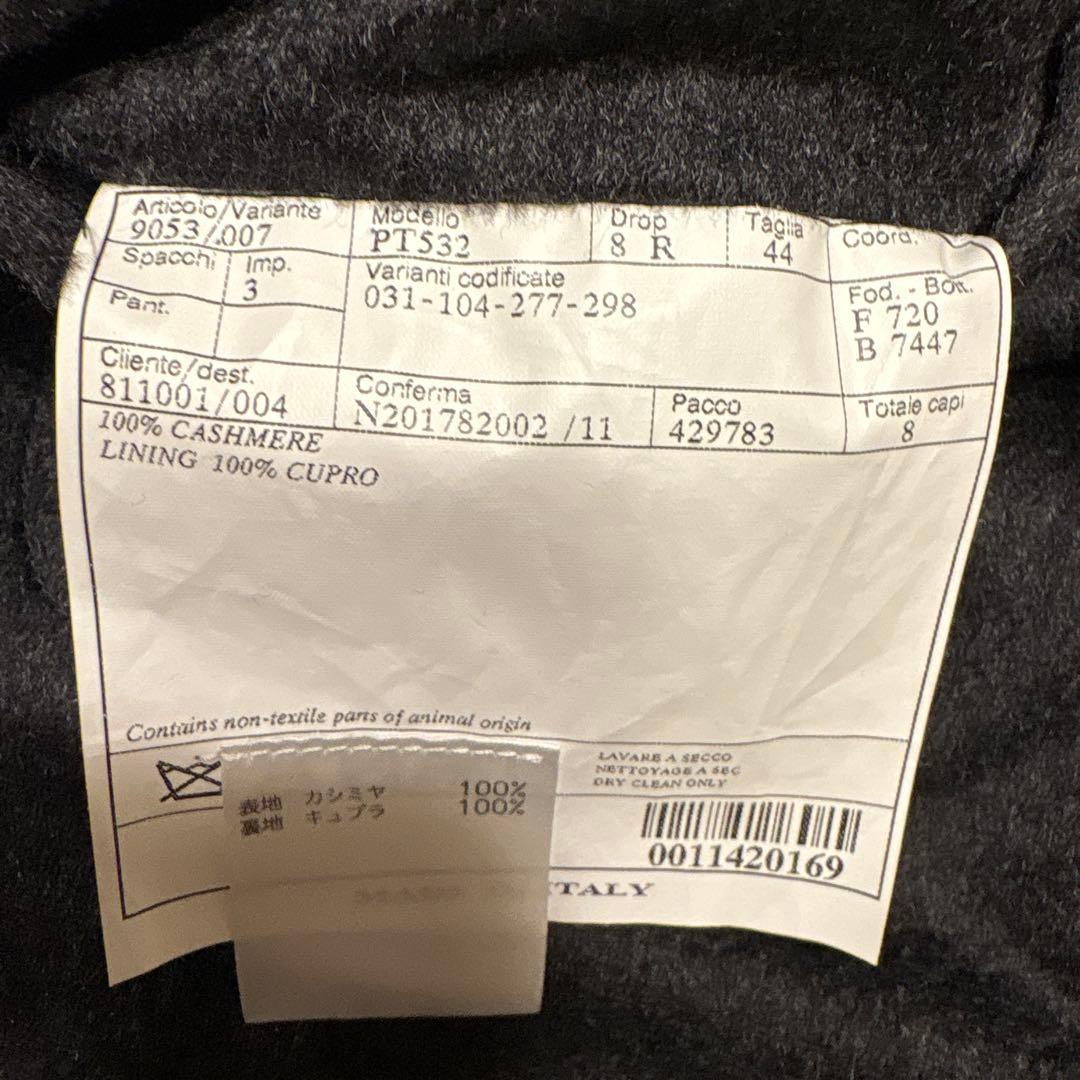 Articolo/Variante Modello Drop Taglia Coord.
9053/.007 PT532 8 R 44
Spacchi Imp. Varianti codificate Fod. - Bott.
3 031-104-277-298 F 720
Pant. B 7447
Cliente/dest. Conferma Pacco Totale capi
811001/004 N201782002 /11 429783 8
100% CASHMERE
LINING 100% CUPRO
Contains non-textile parts of animal origin
LAVARE A SECCO
NETTOYAGE A SEC
DRY CLEAN ONLY
表地 カシミヤ 100%
裏地 キュプラ 100%
0011420169
MADE IN ITALY